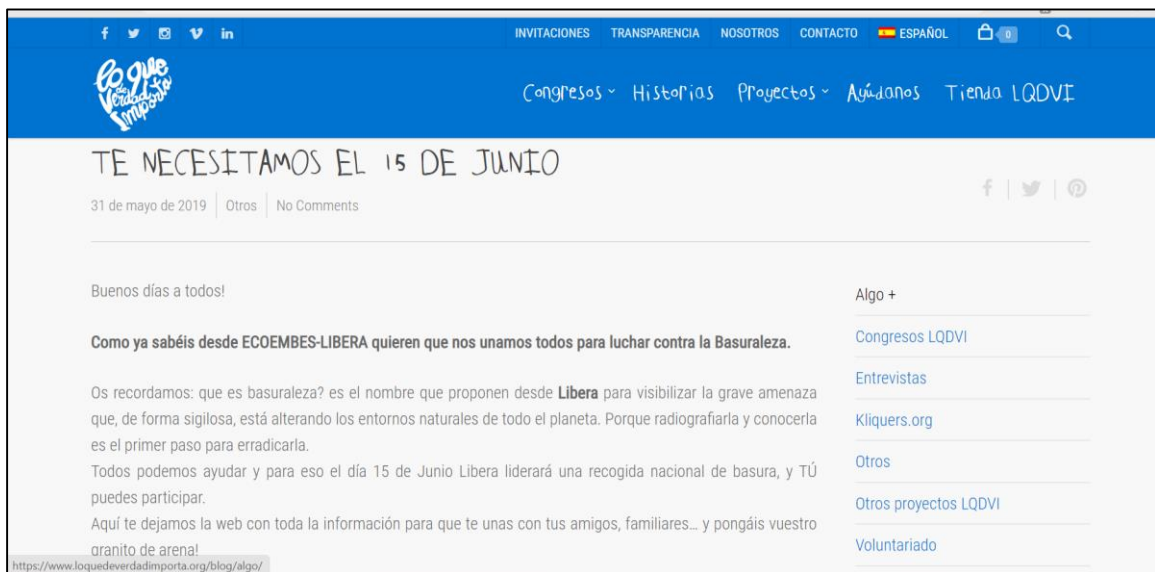 INVITACIONES TRANSPARENCIA NOSOTROS CONTACTO ESPAÑOL 0
lo que
de Verdad
Importa
Congresos Historias Proyectos Ayúdanos Tienda LQDVI
TE NECESITAMOS EL 15 DE JUNIO
31 de mayo de 2019 | Otros | No Comments
Buenos días a todos!
Como ya sabéis desde ECOEMBES-LIBERA quieren que nos unamos todos para luchar contra la Basuraleza.
Os recordamos: que es basuraleza? es el nombre que proponen desde Libera para visibilizar la grave amenaza
que, de forma sigilosa, está alterando los entornos naturales de todo el planeta. Porque radiografiarla y conocerla
es el primer paso para erradicarla.
Todos podemos ayudar y para eso el día 15 de Junio Libera liderará una recogida nacional de basura, y TÚ
puedes participar.
Aquí te dejamos la web con toda la información para que te unas con tus amigos, familiares... y pongáis vuestro
granito de arena!
Algo +
Congresos LQDVI
Entrevistas
Kliquers.org
Otros
Otros proyectos LQDVI
Voluntariado
https://www.loquedeverdadimporta.org/blog/algo/